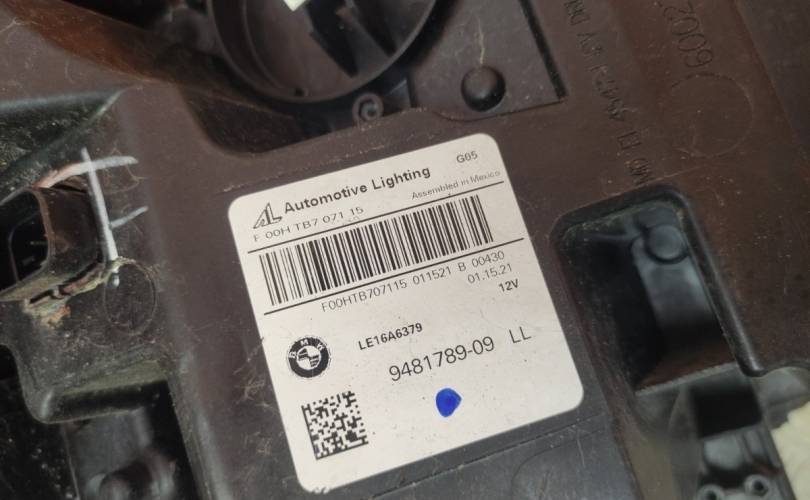 AL Automotive Lighting
G05
F 00H TB7 071 15
Assembled in Mexico
F00HTB707115 011521 B 00430
01.15.21
12V
BMW
LE16A6379
9481789-09 LL